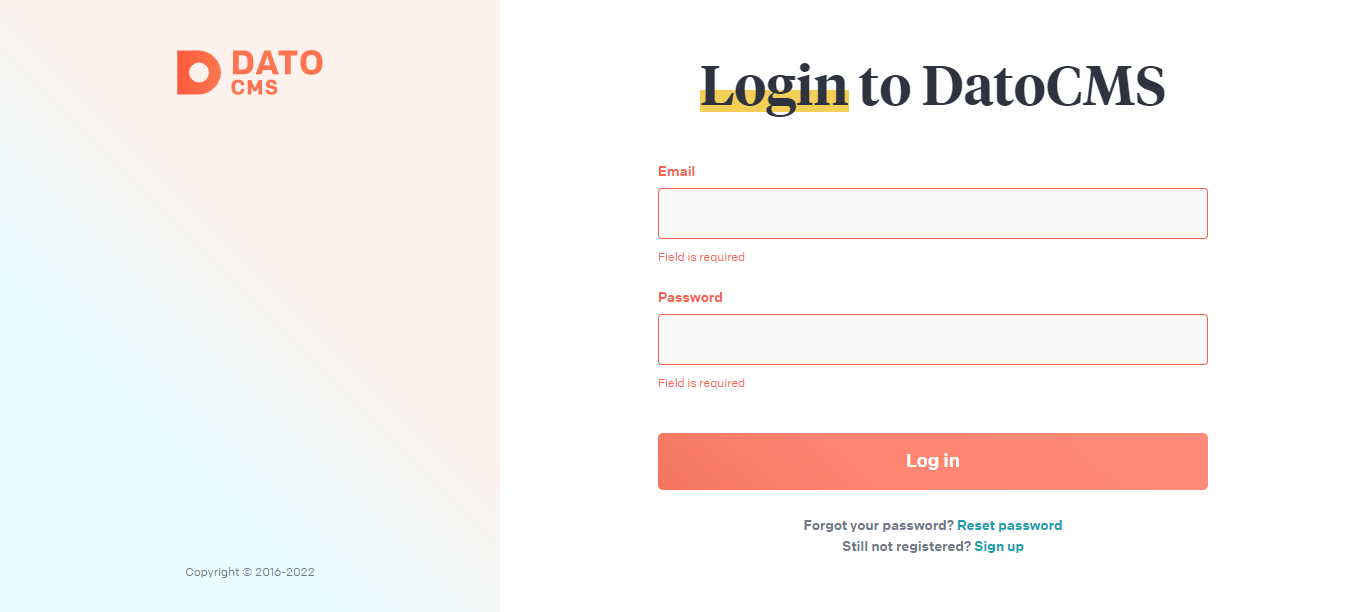 DATO
CMS
Login to DatoCMS
Email
Field is required
Password
Field is required
Log in
Forgot your password? Reset password
Still not registered? Sign up
Copyright © 2016-2022